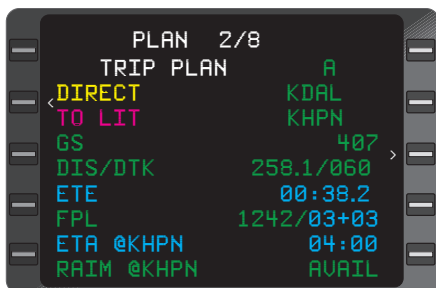 PLAN 2/8
TRIP PLAN A
‹DIRECT KDAL
TO LIT KHPN
GS 407 ›
DIS/DTK 258.1/060
ETE 00:38.2
FPL 1242/03+03
ETA @KHPN 04:00
RAIM @KHPN AVAIL